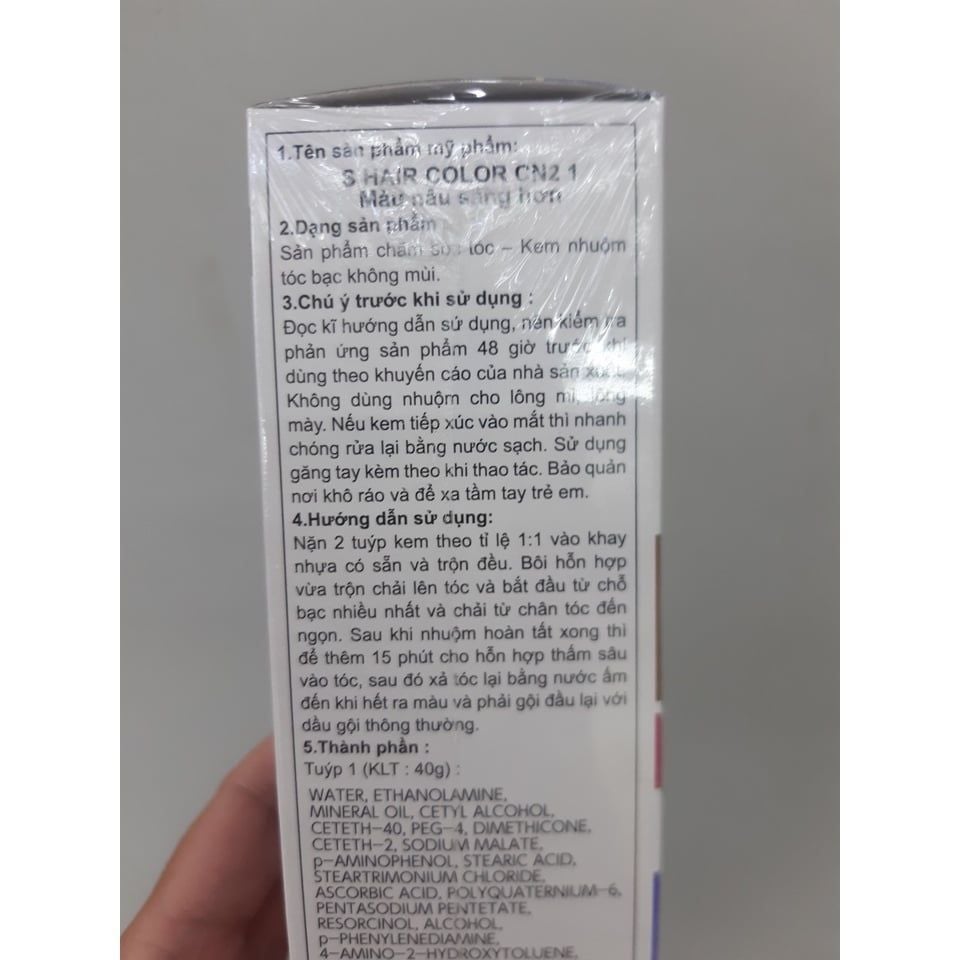 1.Tên sản phẩm mỹ phẩm:
S HAIR COLOR CN2 1
Màu nâu sáng hơn
2.Dạng sản phẩm
Sản phẩm chăm sóc tóc – Kem nhuộm
tóc bạc không mùi.
3.Chú ý trước khi sử dụng :
Đọc kĩ hướng dẫn sử dụng, nên kiểm tra
phản ứng sản phẩm 48 giờ trước khi
dùng theo khuyến cáo của nhà sản xuất.
Không dùng nhuộm cho lông mi, lông
mày. Nếu kem tiếp xúc vào mắt thì nhanh
chóng rửa lại bằng nước sạch. Sử dụng
găng tay kèm theo khi thao tác. Bảo quản
nơi khô ráo và để xa tầm tay trẻ em.
4.Hướng dẫn sử dụng:
Nặn 2 tuýp kem theo tỉ lệ 1:1 vào khay
nhựa có sẵn và trộn đều. Bôi hỗn hợp
vừa trộn chải lên tóc và bắt đầu từ chỗ
bạc nhiều nhất và chải từ chân tóc đến
ngọn. Sau khi nhuộm hoàn tất xong thì
để thêm 15 phút cho hỗn hợp thấm sâu
vào tóc, sau đó xả tóc lại bằng nước ấm
đến khi hết ra màu và phải gội đầu lại với
dầu gội thông thường.
5.Thành phần :
Tuýp 1 (KLT : 40g) :
WATER, ETHANOLAMINE,
MINERAL OIL, CETYL ALCOHOL,
CETETH-40, PEG-4, DIMETHICONE,
CETETH-2, SODIUM MALATE,
p-AMINOPHENOL, STEARIC ACID,
STEARTRIMONIUM CHLORIDE,
ASCORBIC ACID, POLYQUATERNIUM-6,
PENTASODIUM PENTETATE,
RESORCINOL, ALCOHOL,
p-PHENYLENEDIAMINE,
4-AMINO-2-HYDROXYTOLUENE,